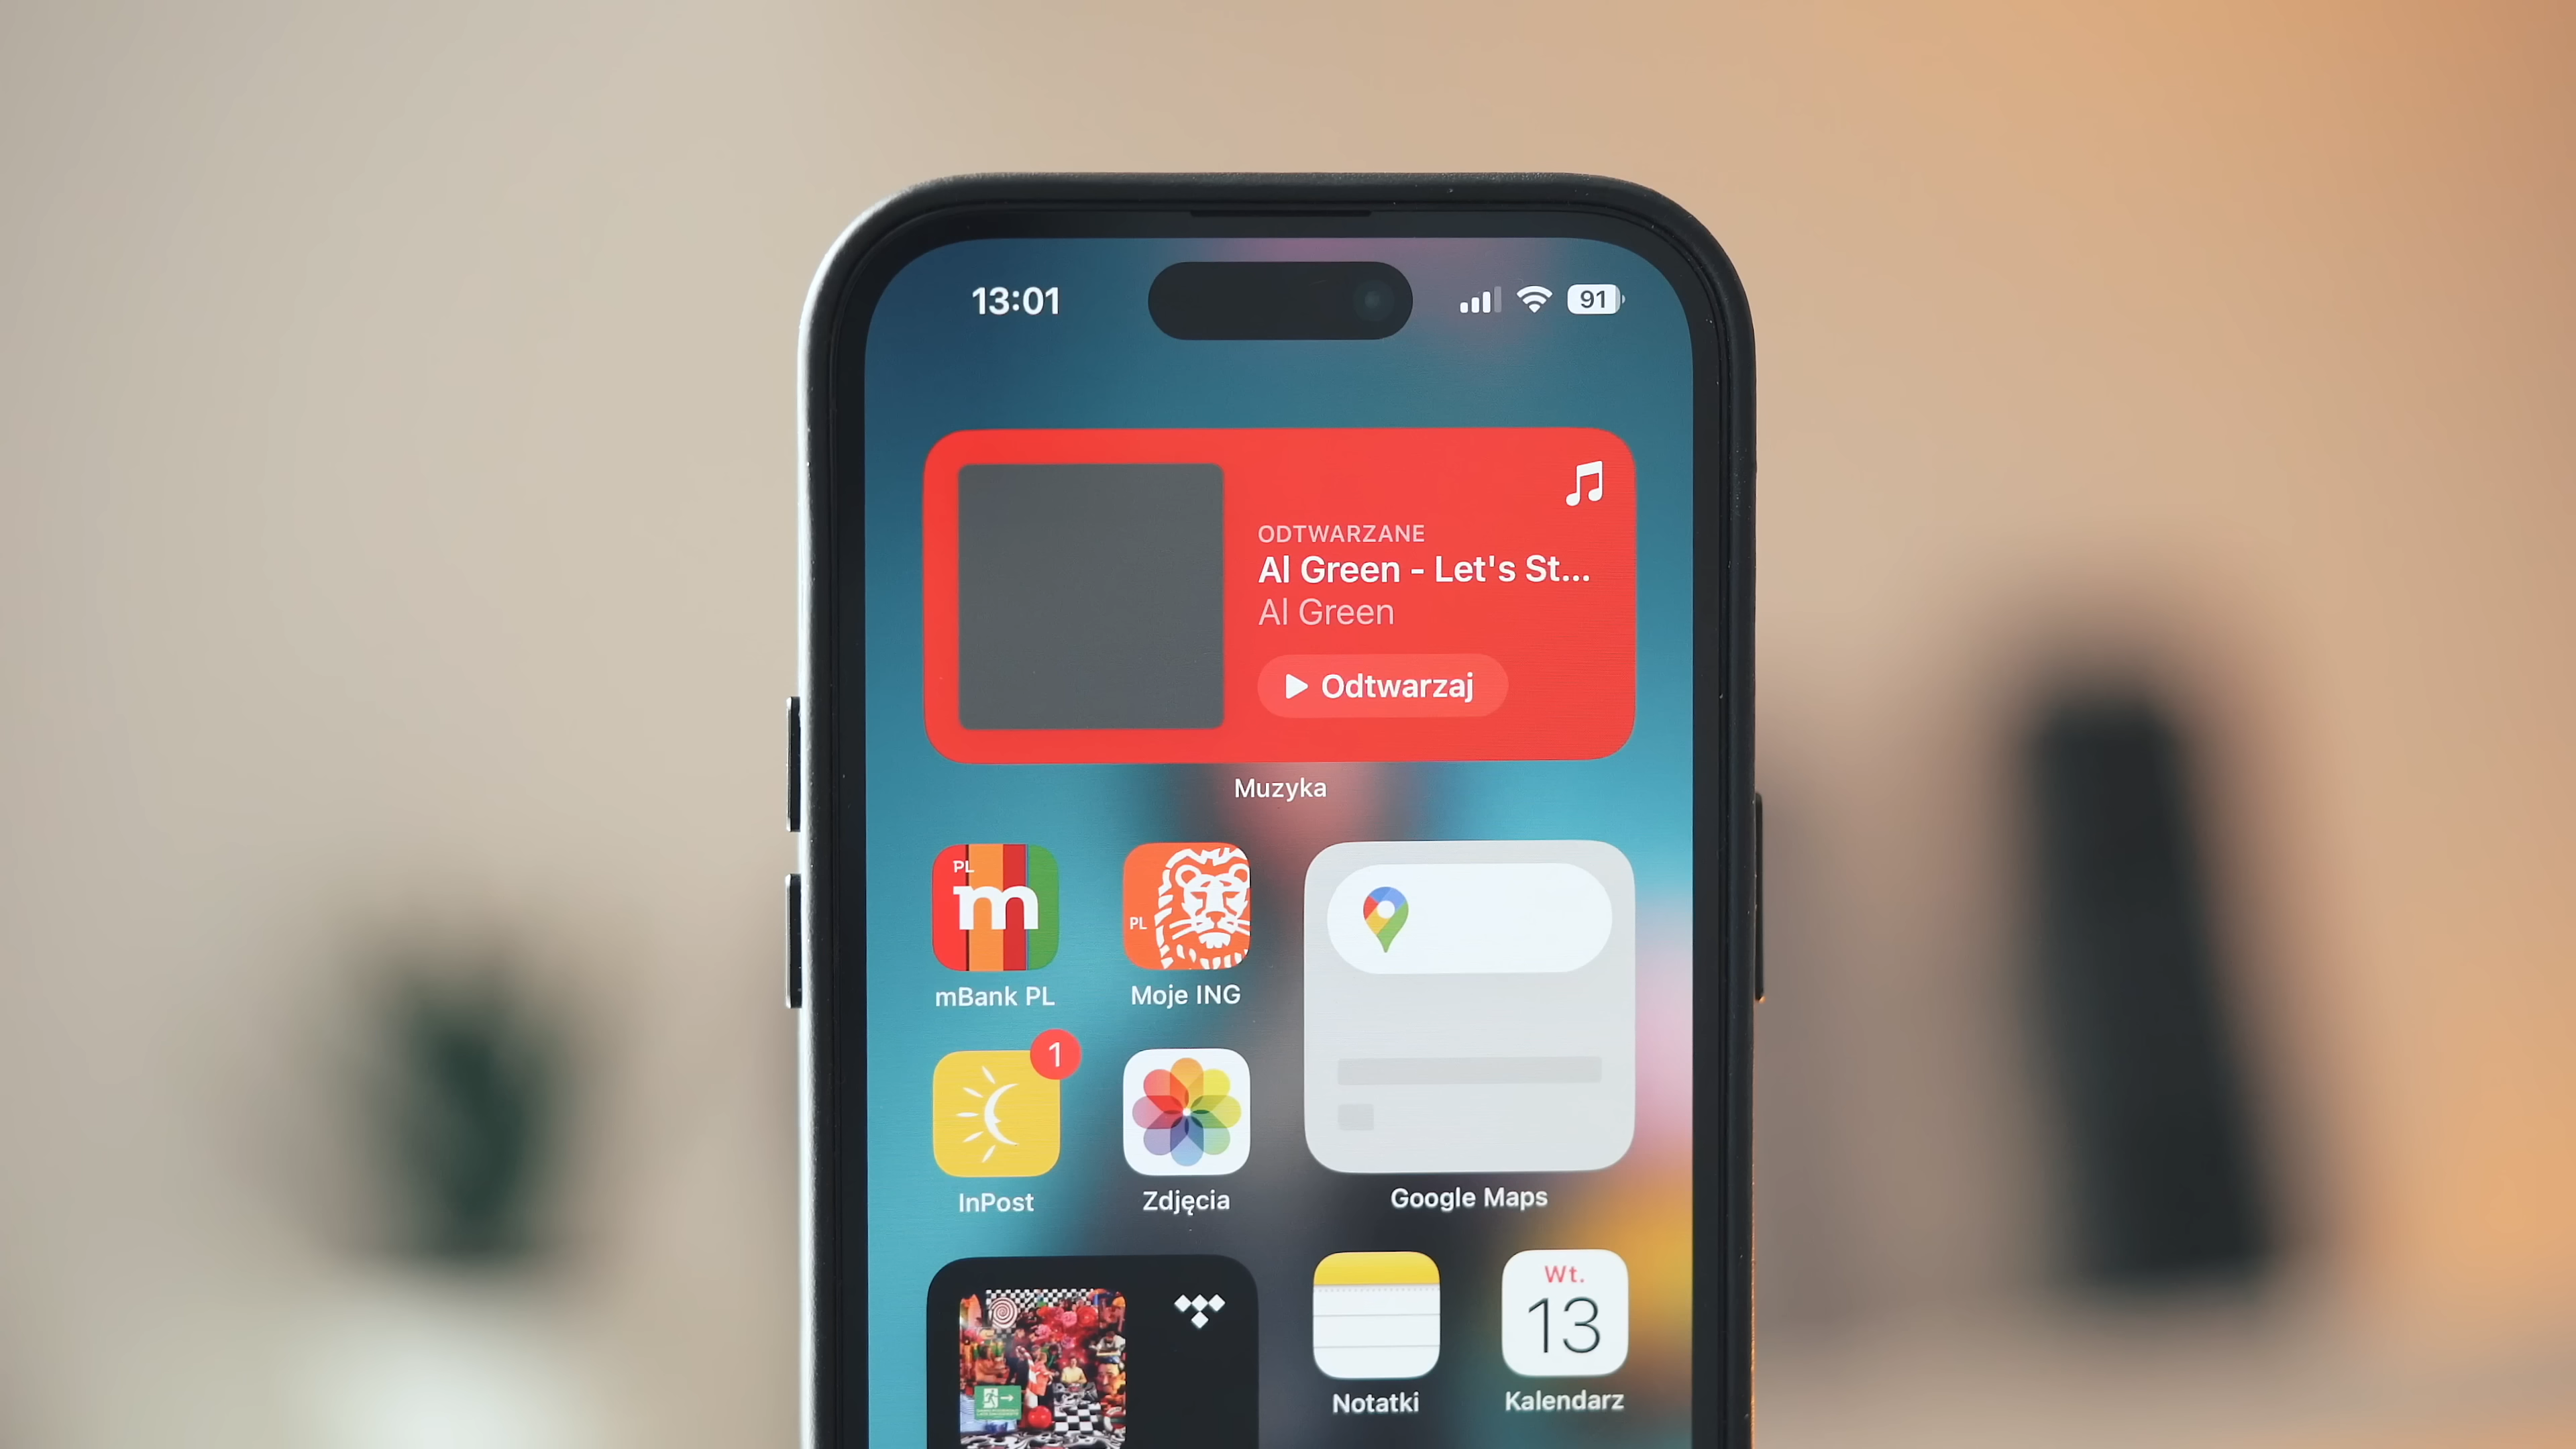 13:01
91
ODTWARZANE
Al Green - Let's St...
Al Green
Odtwarzaj
Muzyka
PL
m
PL
mBank PL
Moje ING
1
InPost
Zdjęcia
Google Maps
Wt.
13
Notatki
Kalendarz